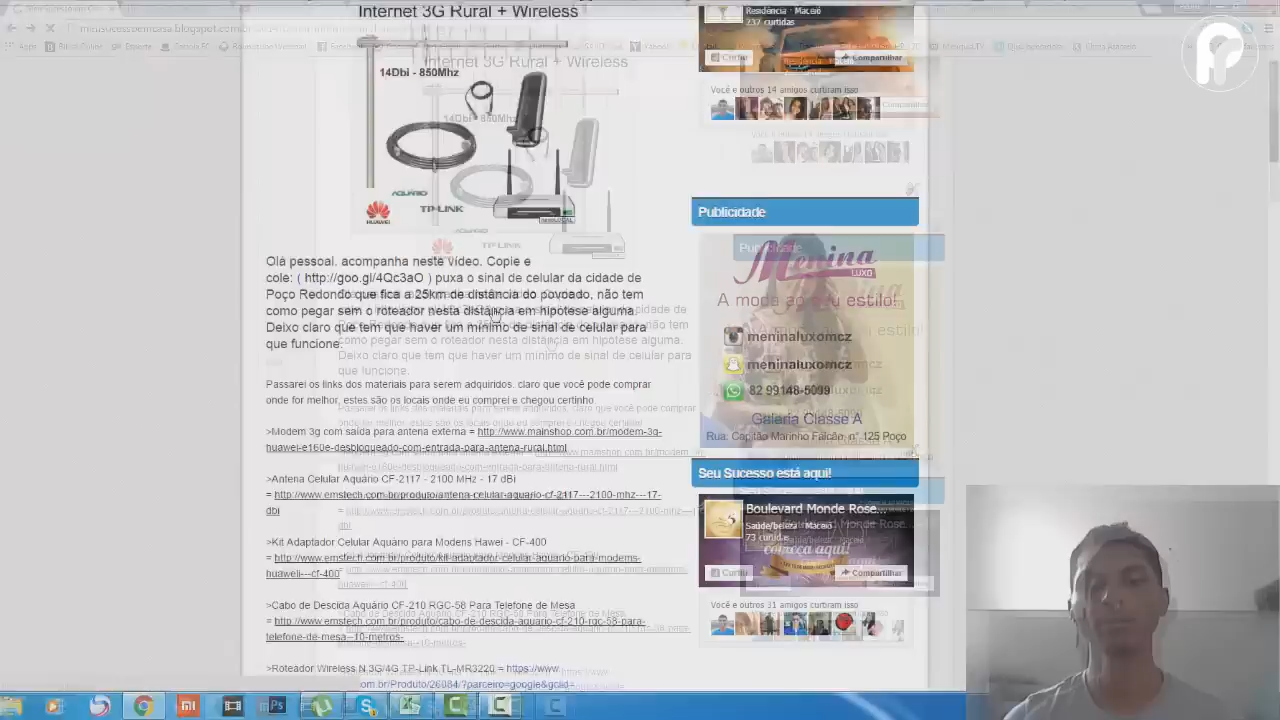 Internet 3G Rural + Wireless
14Dbi - 850Mhz
AQUÁRIO
HUAWEI
TP-LINK
Olá pessoal. acompanha neste vídeo. Copie e
cole: ( http://goo.gl/4Qc3aO ) puxa o sinal de celular da cidade de
Poço Redondo que fica a 25km de distância do povoado, não tem
como pegar sem o roteador nesta distância em hipótese alguma.
Deixo claro que tem que haver um mínimo de sinal de celular para
que funcione.
Passarei os links dos materiais para serem adquiridos. claro que você pode comprar
onde for melhor, estes são os locais onde eu comprei e chegou certinho.
>Modem 3g com saída para antena externa = http://www.mainshop.com.br/modem-3g-
huawei-e160e-desbloqueado-com-entrada-para-antena-rural.html
>Antena Celular Aquário CF-2117 - 2100 MHz - 17 dBi
= http://www.emstech.com.br/produto/antena-celular-aquario-cf-2117---2100-mhz---17-
dbi
>Kit Adaptador Celular Aquário para Modens Hawei - CF-400
= http://www.emstech.com.br/produto/adaptador-celular-aquario-para-modems-
huaweii---cf-400
>Cabo de Descida Aquário CF-210 RGC-58 Para Telefone de Mesa
= http://www.emstech.com.br/produto/cabo-de-descida-aquario-cf-210-rgc-58-para-
telefone-de-mesa--10-metros-
>Roteador Wireless N 3G/4G TP-Link TL-MR3220 = https://www.
Residência · Maceió
237 curtidas
Curtiu
Compartilhar
Você e outros 14 amigos curtiram isso
Publicidade
Menina
LUXO
A moda ao seu estilo!
meninaluxomcz
meninaluxomcz
82 99148-5099
Galeria Classe A
Rua: Capitão Marinho Falcão, n° 125 Poço
Seu Sucesso está aqui!
Boulevard Monde Rose...
Saúde/beleza · Maceió
73 curtidas
começa aqui!
Curtiu
Compartilhar
Você e outros 31 amigos curtiram isso